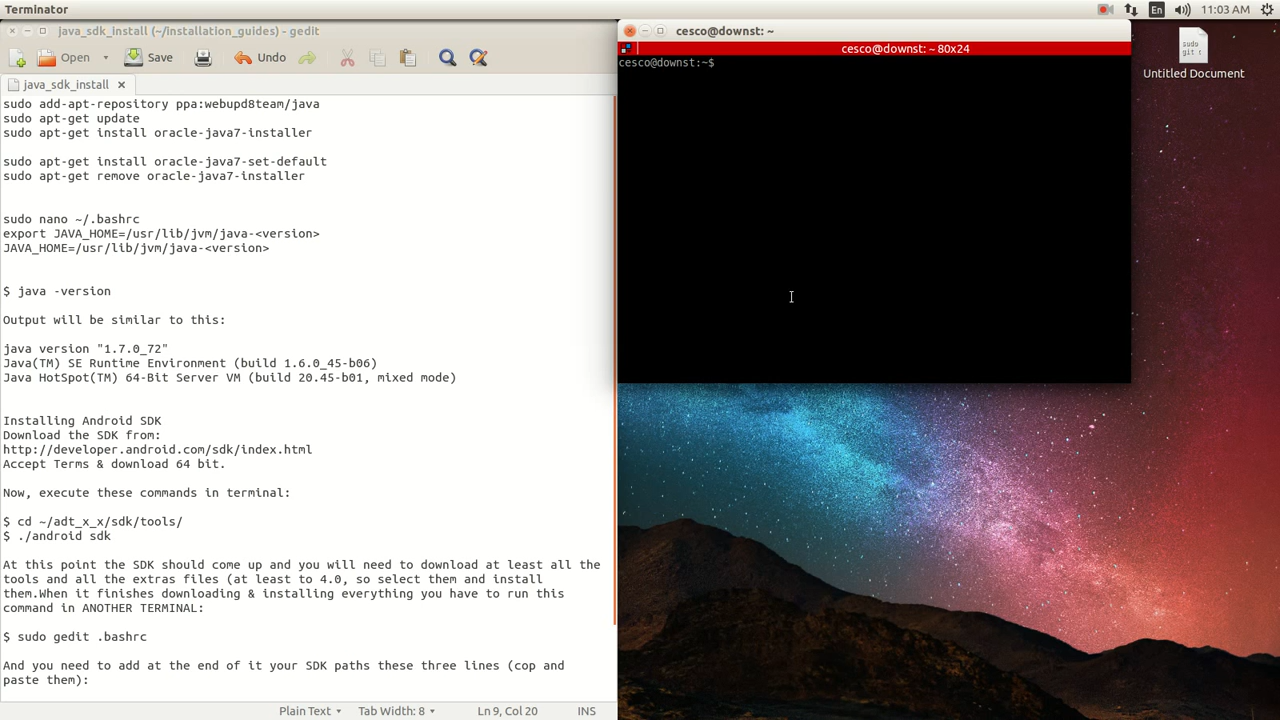 Terminator
En
11:03 AM
java_sdk_install (~/Installation_guides) - gedit
Open
Save
Undo
java_sdk_install
sudo add-apt-repository ppa:webupd8team/java
sudo apt-get update
sudo apt-get install oracle-java7-installer
sudo apt-get install oracle-java7-set-default
sudo apt-get remove oracle-java7-installer
sudo nano ~/.bashrc
export JAVA_HOME=/usr/lib/jvm/java-<version>
JAVA_HOME=/usr/lib/jvm/java-<version>
$ java -version
Output will be similar to this:
java version "1.7.0_72"
Java(TM) SE Runtime Environment (build 1.6.0_45-b06)
Java HotSpot(TM) 64-Bit Server VM (build 20.45-b01, mixed mode)
Installing Android SDK
Download the SDK from:
http://developer.android.com/sdk/index.html
Accept Terms & download 64 bit.
Now, execute these commands in terminal:
$ cd ~/adt_x_x/sdk/tools/
$ ./android sdk
At this point the SDK should come up and you will need to download at least all the
tools and all the extras files (at least to 4.0, so select them and install
them.When it finishes downloading & installing everything you have to run this
command in ANOTHER TERMINAL:
$ sudo gedit .bashrc
And you need to add at the end of it your SDK paths these three lines (cop and
paste them):
Plain Text
Tab Width: 8
Ln 9, Col 20
INS
cesco@downst: ~
cesco@downst: ~ 80x24
cesco@downst:~$
sudo
git c
Untitled Document